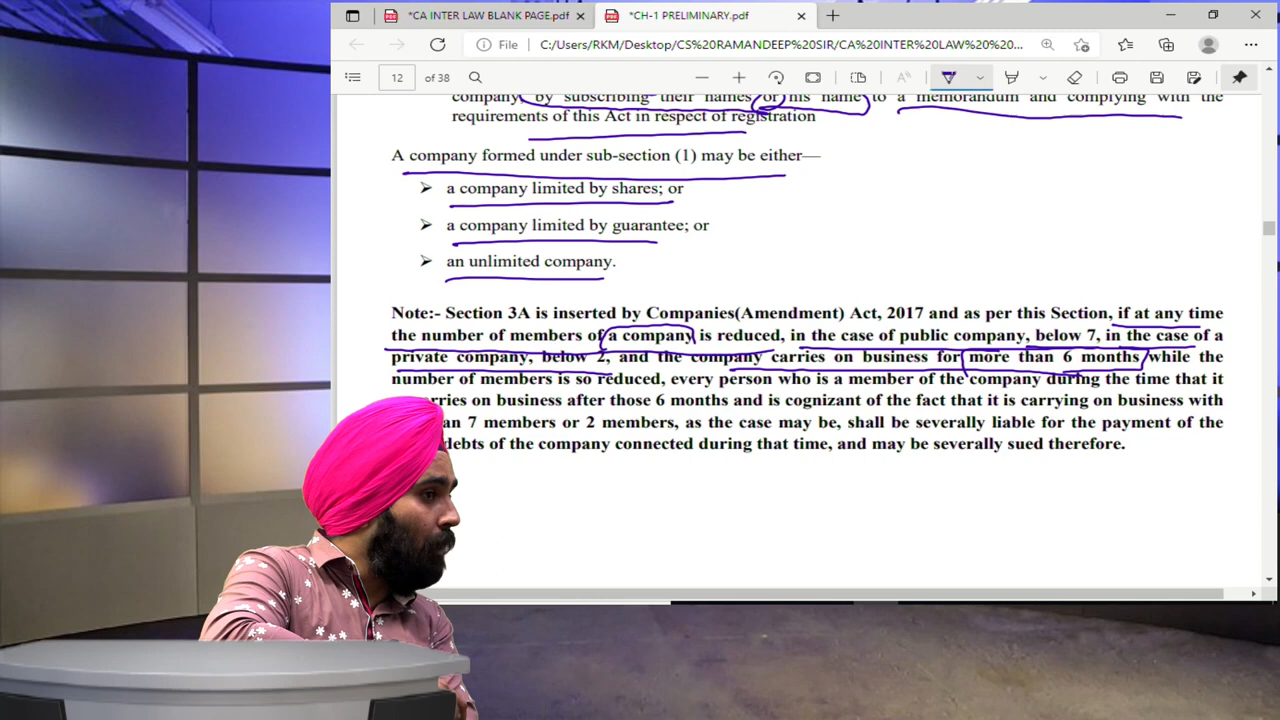 *CA INTER LAW BLANK PAGE.pdf
*CH-1 PRELIMINARY.pdf
File C:/Users/RKM/Desktop/CS%20RAMANDEEP%20SIR/CA%20INTER%20LAW%20%20...
12 of 38
company, by subscribing their names or his name to a memorandum and complying with the
requirements of this Act in respect of registration
A company formed under sub-section (1) may be either—
➢ a company limited by shares; or
➢ a company limited by guarantee; or
➢ an unlimited company.
Note:- Section 3A is inserted by Companies(Amendment) Act, 2017 and as per this Section, if at any time
the number of members of a company is reduced, in the case of public company, below 7, in the case of a
private company, below 2, and the company carries on business for more than 6 months while the
number of members is so reduced, every person who is a member of the company during the time that it
rries on business after those 6 months and is cognizant of the fact that it is carrying on business with
an 7 members or 2 members, as the case may be, shall be severally liable for the payment of the
debts of the company connected during that time, and may be severally sued therefore.